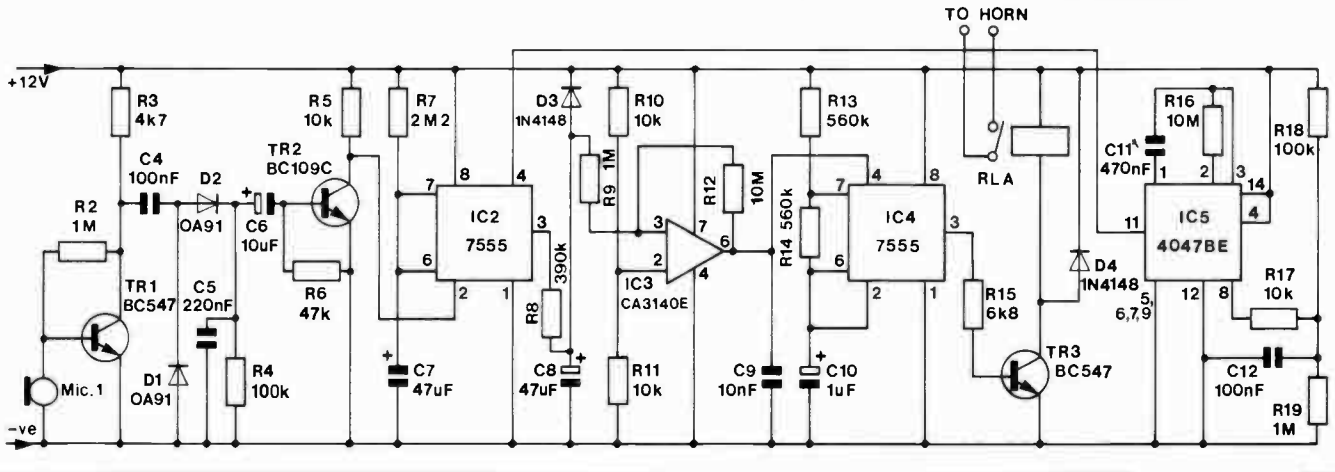 TO HORN
+12V
R3
4k7
R5
10k
R7
2M2
D3
1N4148
R10
10k
R13
560k
R16
10M
R18
100k
C4
100nF
D2
OA91
TR2
BC109C
+
C6
10uF
8
4
R9 1M
R12
10M
4
8
RLA
C11
470nF
1
2
3
14
4
R2
1M
7
IC2
7555
3
6
2
1
390k
R8
3
2
7
6
4
IC3
CA3140E
7
R14 560k
IC4
7555
3
6
2
1
D4
1N4148
11
IC5
4047BE
5,
6,7,9,
12
8
R17
10k
TR1
BC547
C5
220nF
R6
47k
R15
6k8
TR3
BC547
Mic.1
D1
OA91
R4
100k
+
C7
47uF
C8
47uF
+
R11
10k
C9
10nF
+
C10
1uF
C12
100nF
R19
1M
-ve